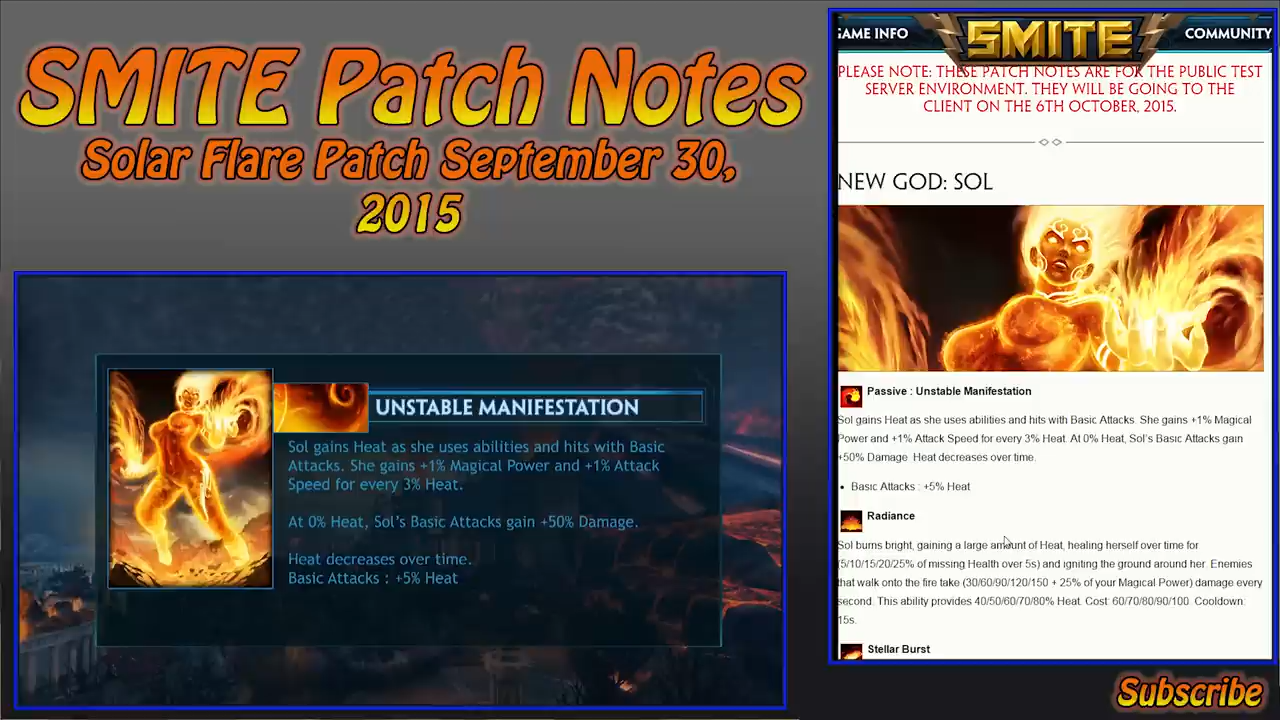 SMITE Patch Notes
Solar Flare Patch September 30,
2015
UNSTABLE MANIFESTATION
Sol gains Heat as she uses abilities and hits with Basic
Attacks. She gains +1% Magical Power and +1% Attack
Speed for every 3% Heat.
At 0% Heat, Sol's Basic Attacks gain +50% Damage.
Heat decreases over time.
Basic Attacks : +5% Heat
GAME INFO
SMITE
COMMUNITY
PLEASE NOTE: THESE PATCH NOTES ARE FOR THE PUBLIC TEST
SERVER ENVIRONMENT. THEY WILL BE GOING TO THE
CLIENT ON THE 6TH OCTOBER, 2015.
NEW GOD: SOL
Passive : Unstable Manifestation
Sol gains Heat as she uses abilities and hits with Basic Attacks. She gains +1% Magical
Power and +1% Attack Speed for every 3% Heat. At 0% Heat, Sol's Basic Attacks gain
+50% Damage. Heat decreases over time.
• Basic Attacks : +5% Heat
Radiance
Sol burns bright, gaining a large amount of Heat, healing herself over time for
(5/10/15/20/25% of missing Health over 5s) and igniting the ground around her. Enemies
that walk onto the fire take (30/60/90/120/150 + 25% of your Magical Power) damage every
second. This ability provides 40/50/60/70/80% Heat. Cost: 60/70/80/90/100. Cooldown:
15s.
Stellar Burst
Subscribe